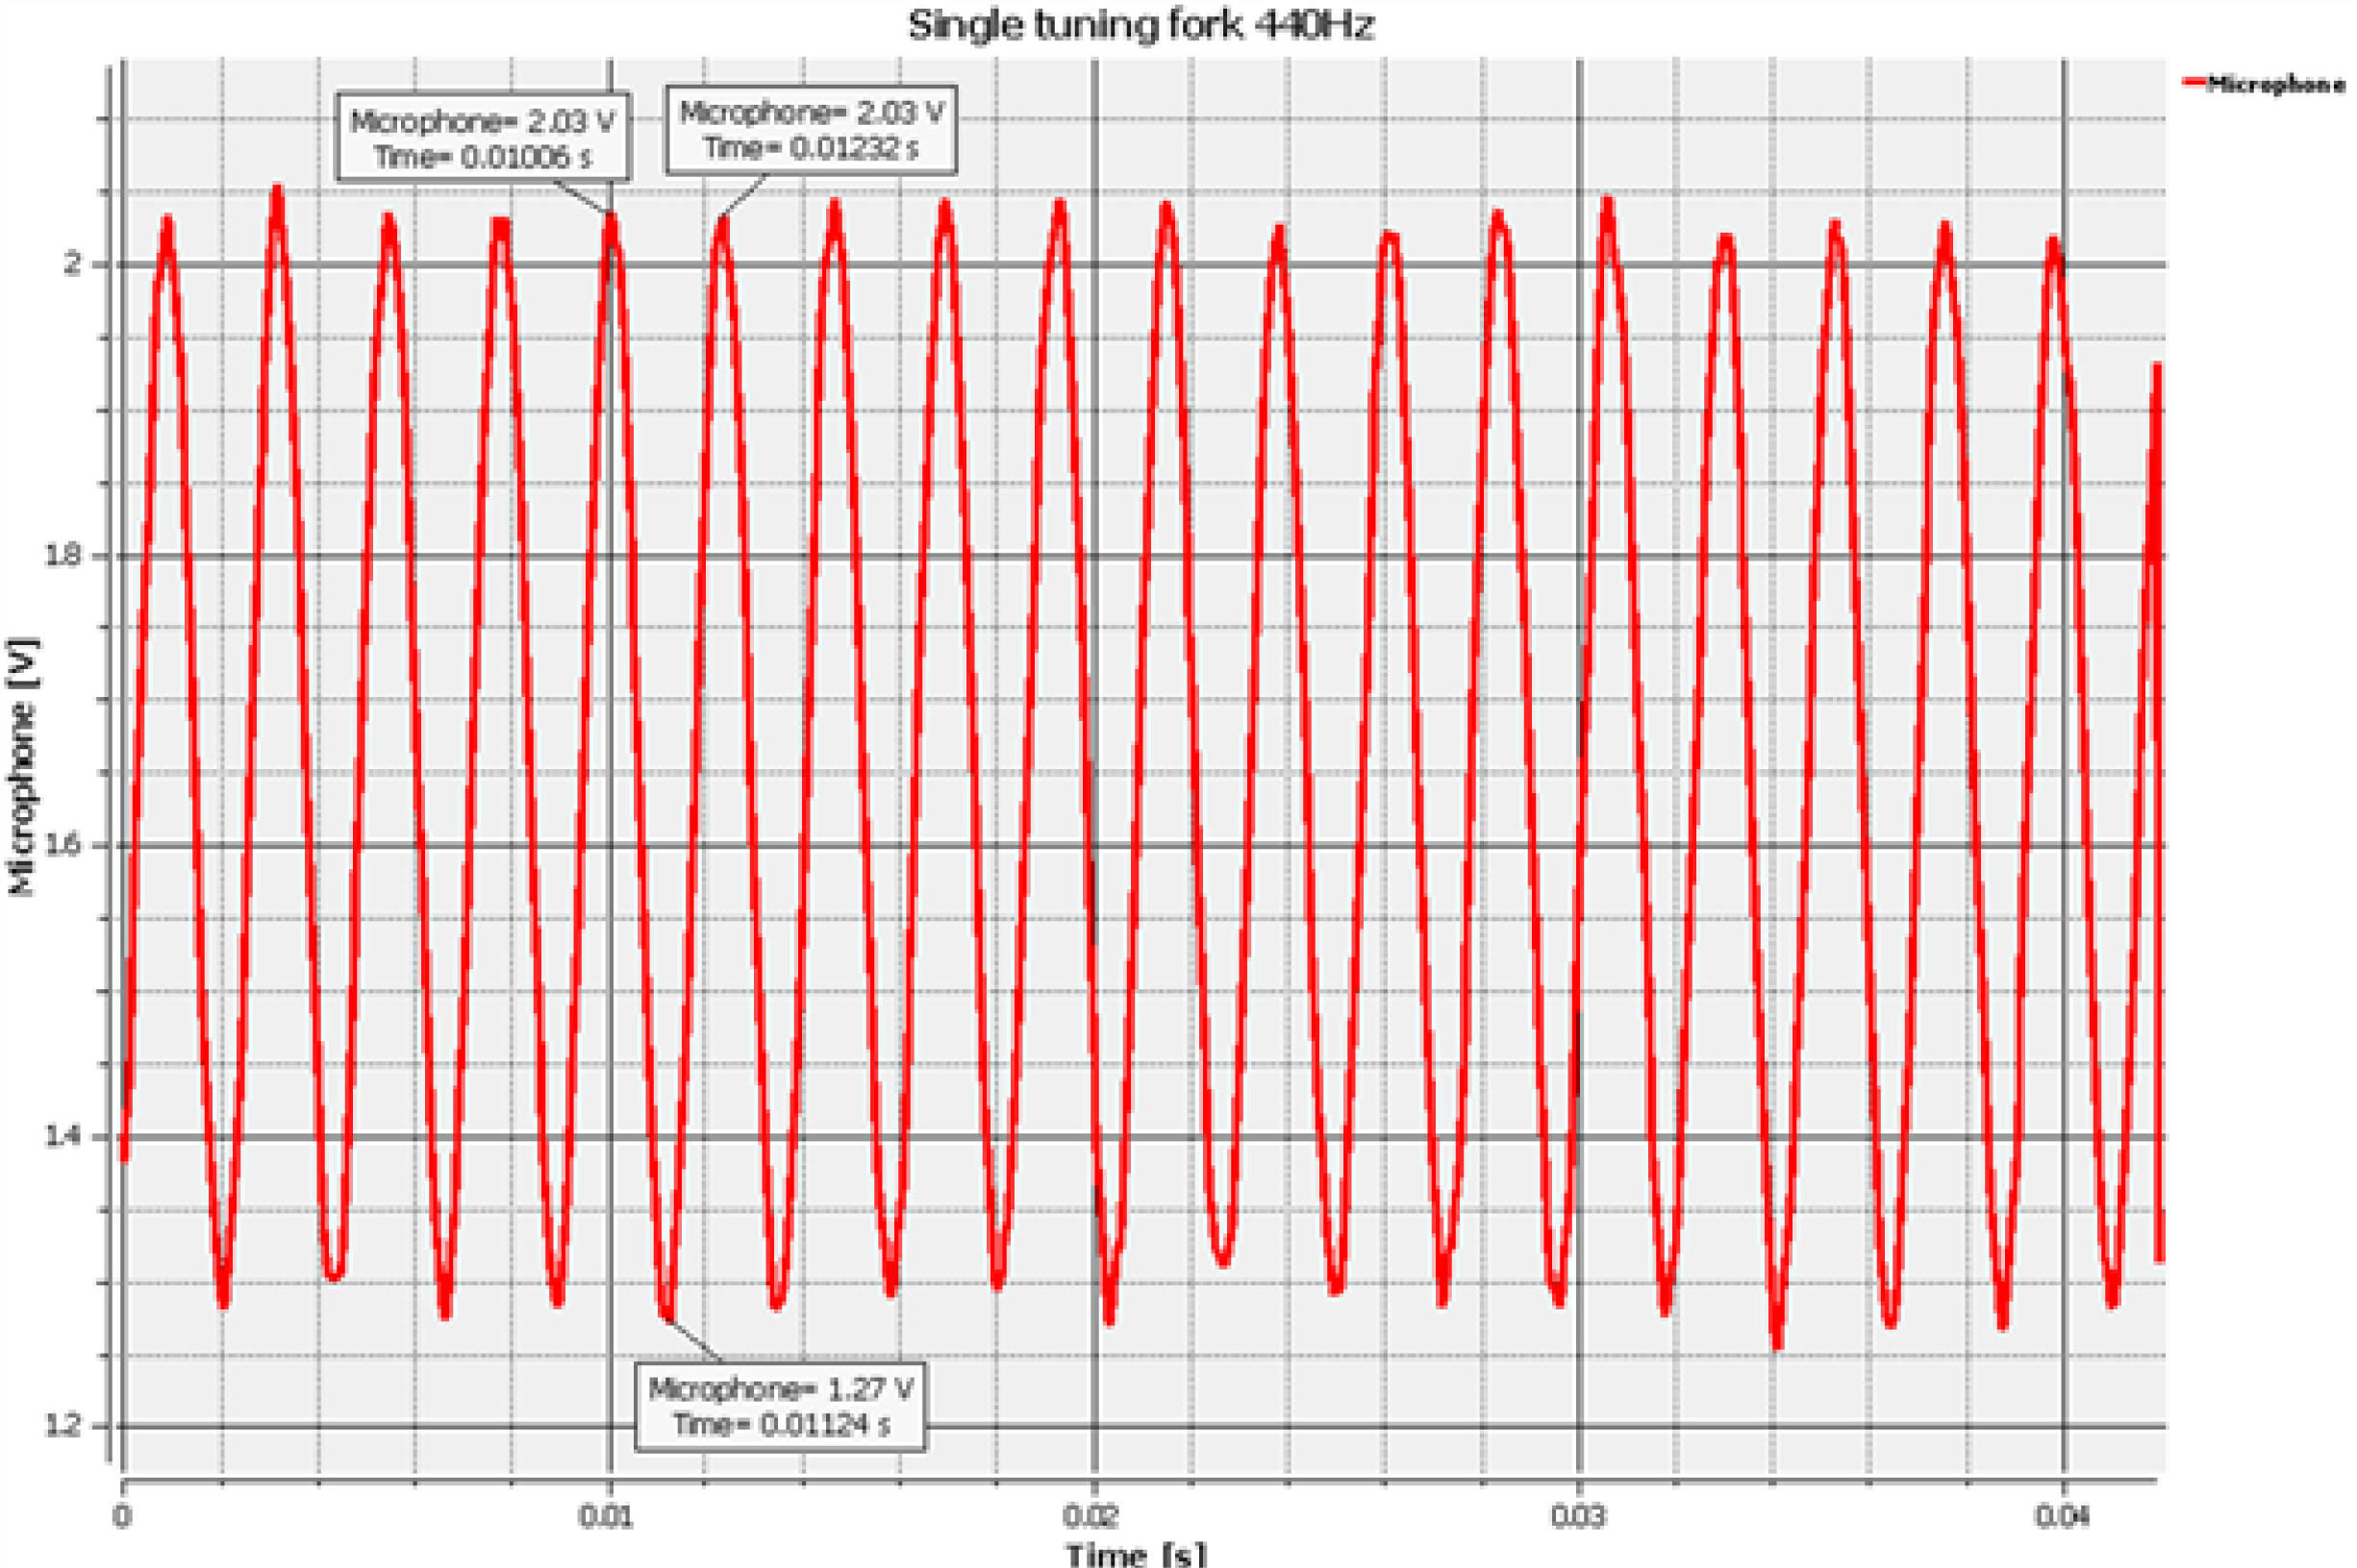 Single tuning fork 440Hz
Microphone
Microphone= 2.03 V
Time= 0.01006 s
Microphone= 2.03 V
Time= 0.01232 s
2
1.8
1.6
1.4
1.2
Microphone [V]
Microphone= 1.27 V
Time= 0.01124 s
0
0.01
0.02
0.03
0.04
Time [s]